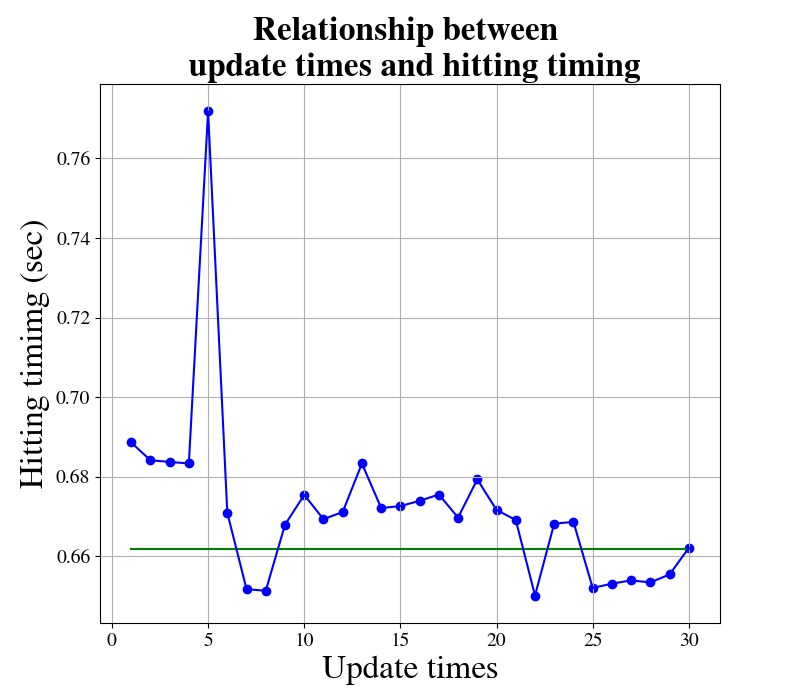 Relationship between
update times and hitting timing
Hitting timimg (sec)
0.76
0.74
0.72
0.70
0.68
0.66
0 5 10 15 20 25 30
Update times